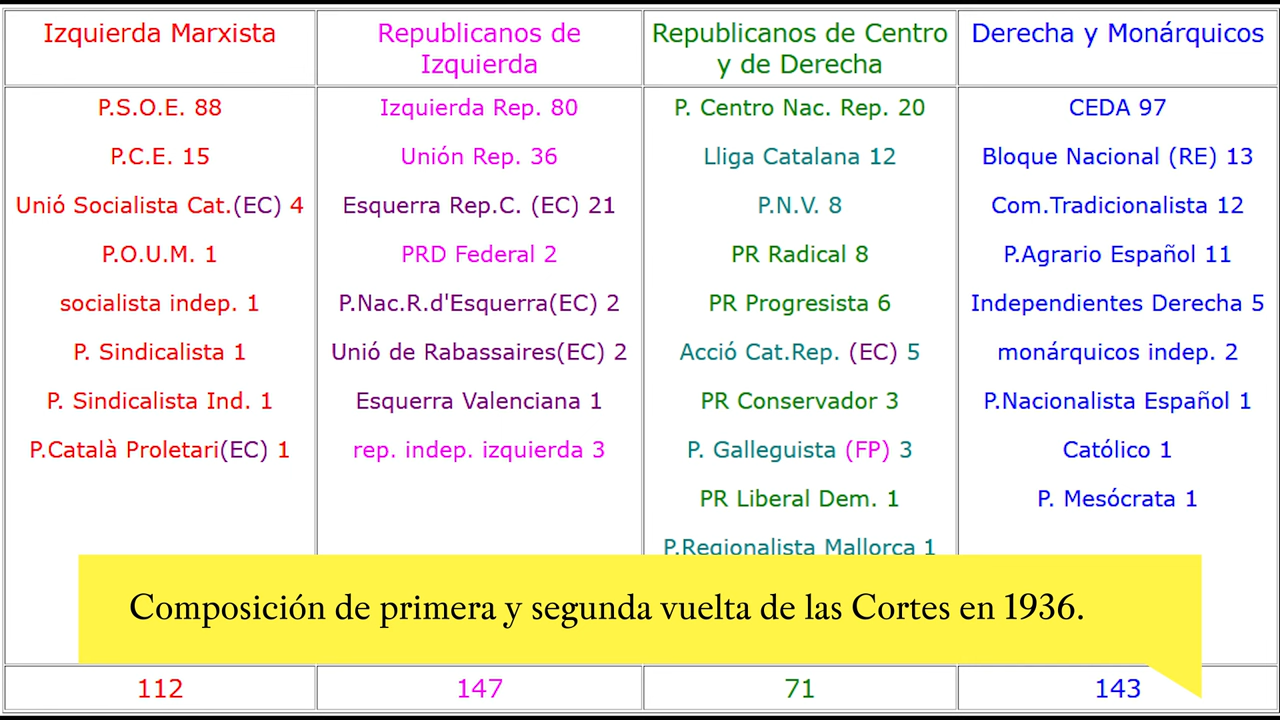 Izquierda Marxista
Republicanos de
Izquierda
Republicanos de Centro
y de Derecha
Derecha y Monárquicos
P.S.O.E. 88
P.C.E. 15
Unió Socialista Cat.(EC) 4
P.O.U.M. 1
socialista indep. 1
P. Sindicalista 1
P. Sindicalista Ind. 1
P.Català Proletari(EC) 1
Izquierda Rep. 80
Unión Rep. 36
Esquerra Rep.C. (EC) 21
PRD Federal 2
P.Nac.R.d'Esquerra(EC) 2
Unió de Rabassaires(EC) 2
Esquerra Valenciana 1
rep. indep. izquierda 3
P. Centro Nac. Rep. 20
Lliga Catalana 12
P.N.V. 8
PR Radical 8
PR Progresista 6
Acció Cat.Rep. (EC) 5
PR Conservador 3
P. Galleguista (FP) 3
PR Liberal Dem. 1
P.Regionalista Mallorca 1
CEDA 97
Bloque Nacional (RE) 13
Com.Tradicionalista 12
P.Agrario Español 11
Independientes Derecha 5
monárquicos indep. 2
P.Nacionalista Español 1
Católico 1
P. Mesócrata 1
Composición de primera y segunda vuelta de las Cortes en 1936.
112
147
71
143